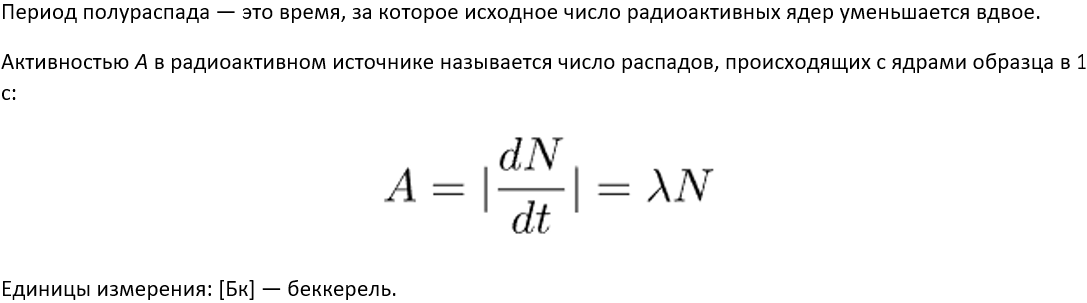 Период полураспада — это время, за которое исходное число радиоактивных ядер уменьшается вдвое.
Активностью A в радиоактивном источнике называется число распадов, происходящих с ядрами образца в 1
с:
A = |dN/dt| = λN
Единицы измерения: [Бк] — беккерель.